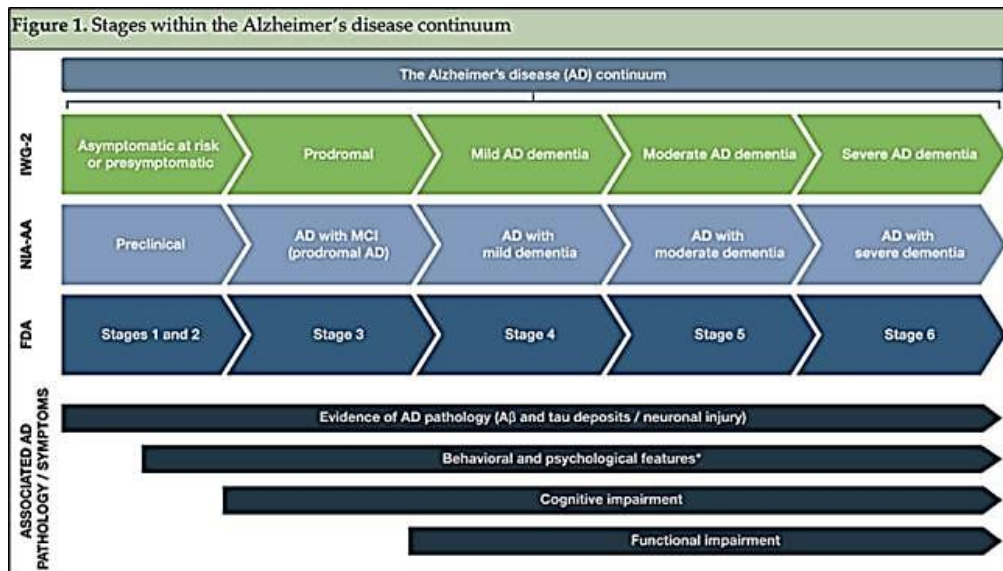 Figure 1. Stages within the Alzheimer's disease continuum
The Alzheimer's disease (AD) continuum
IWG-2
Asymptomatic at risk
or presymptomatic
Prodromal
Mild AD dementia
Moderate AD dementia
Severe AD dementia
NIA-AA
Preclinical
AD with MCI
(prodromal AD)
AD with
mild dementia
AD with
moderate dementia
AD with
severe dementia
FDA
Stages 1 and 2
Stage 3
Stage 4
Stage 5
Stage 6
ASSOCIATED AD
PATHOLOGY / SYMPTOMS
Evidence of AD pathology (Aβ and tau deposits / neuronal injury)
Behavioral and psychological features*
Cognitive impairment
Functional impairment